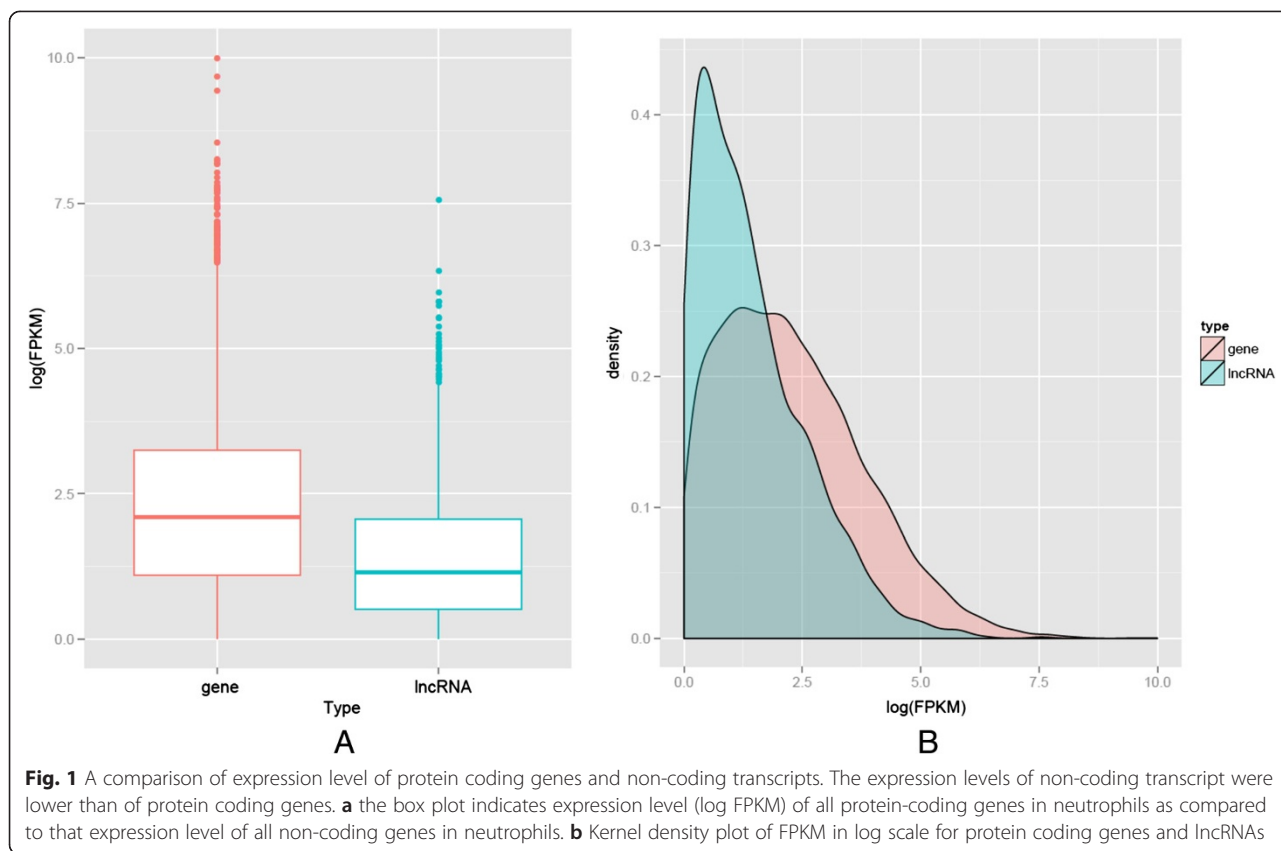 10.0
7.5
5.0
2.5
0.0
log(FPKM)
gene
lncRNA
Type
A
0.4
0.3
0.2
0.1
0.0
density
0.0
2.5
5.0
7.5
10.0
log(FPKM)
B
type
gene
lncRNA
Fig. 1 A comparison of expression level of protein coding genes and non-coding transcripts. The expression levels of non-coding transcript were
lower than of protein coding genes. a the box plot indicates expression level (log FPKM) of all protein-coding genes in neutrophils as compared
to that expression level of all non-coding genes in neutrophils. b Kernel density plot of FPKM in log scale for protein coding genes and lncRNAs